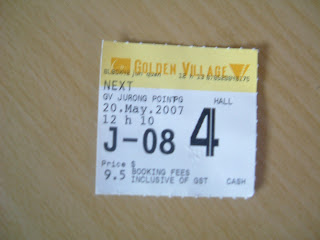 GOLDEN VILLAGE
NEXT
GV JURONG POINT PG HALL
20.May.2007
12 h 10
J-08 4
Price $
9.5 BOOKING FEES
INCLUSIVE OF GST CASH